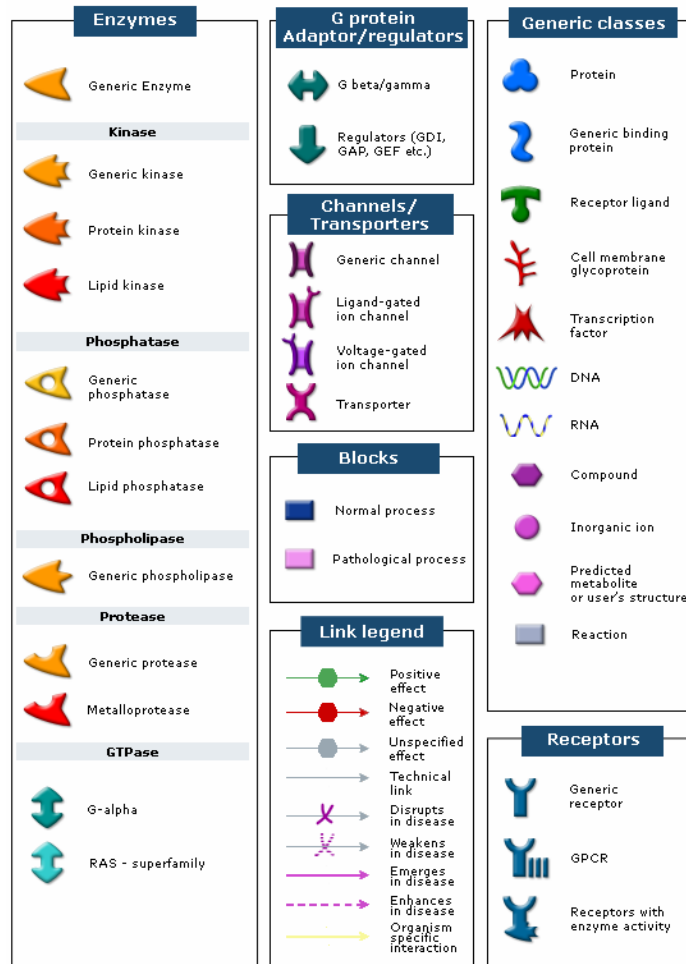 Enzymes
Generic Enzyme
Kinase
Generic kinase
Protein kinase
Lipid kinase
Phosphatase
Generic
phosphatase
Protein phosphatase
Lipid phosphatase
Phospholipase
Generic phospholipase
Protease
Generic protease
Metalloprotease
GTPase
G-alpha
RAS - superfamily
G protein
Adaptor/regulators
G beta/gamma
Regulators (GDI,
GAP, GEF etc.)
Channels/
Transporters
Generic channel
Ligand-gated
ion channel
Voltage-gated
ion channel
Transporter
Blocks
Normal process
Pathological process
Link legend
Positive
effect
Negative
effect
Unspecified
effect
Technical
link
Disrupts
in disease
Weakens
in disease
Emerges
in disease
Enhances
in disease
Organism
specific
interaction
Generic classes
Protein
Generic binding
protein
Receptor ligand
Cell membrane
glycoprotein
Transcription
factor
DNA
RNA
Compound
Inorganic ion
Predicted
metabolite
or user's structure
Reaction
Receptors
Generic
receptor
GPCR
Receptors with
enzyme activity